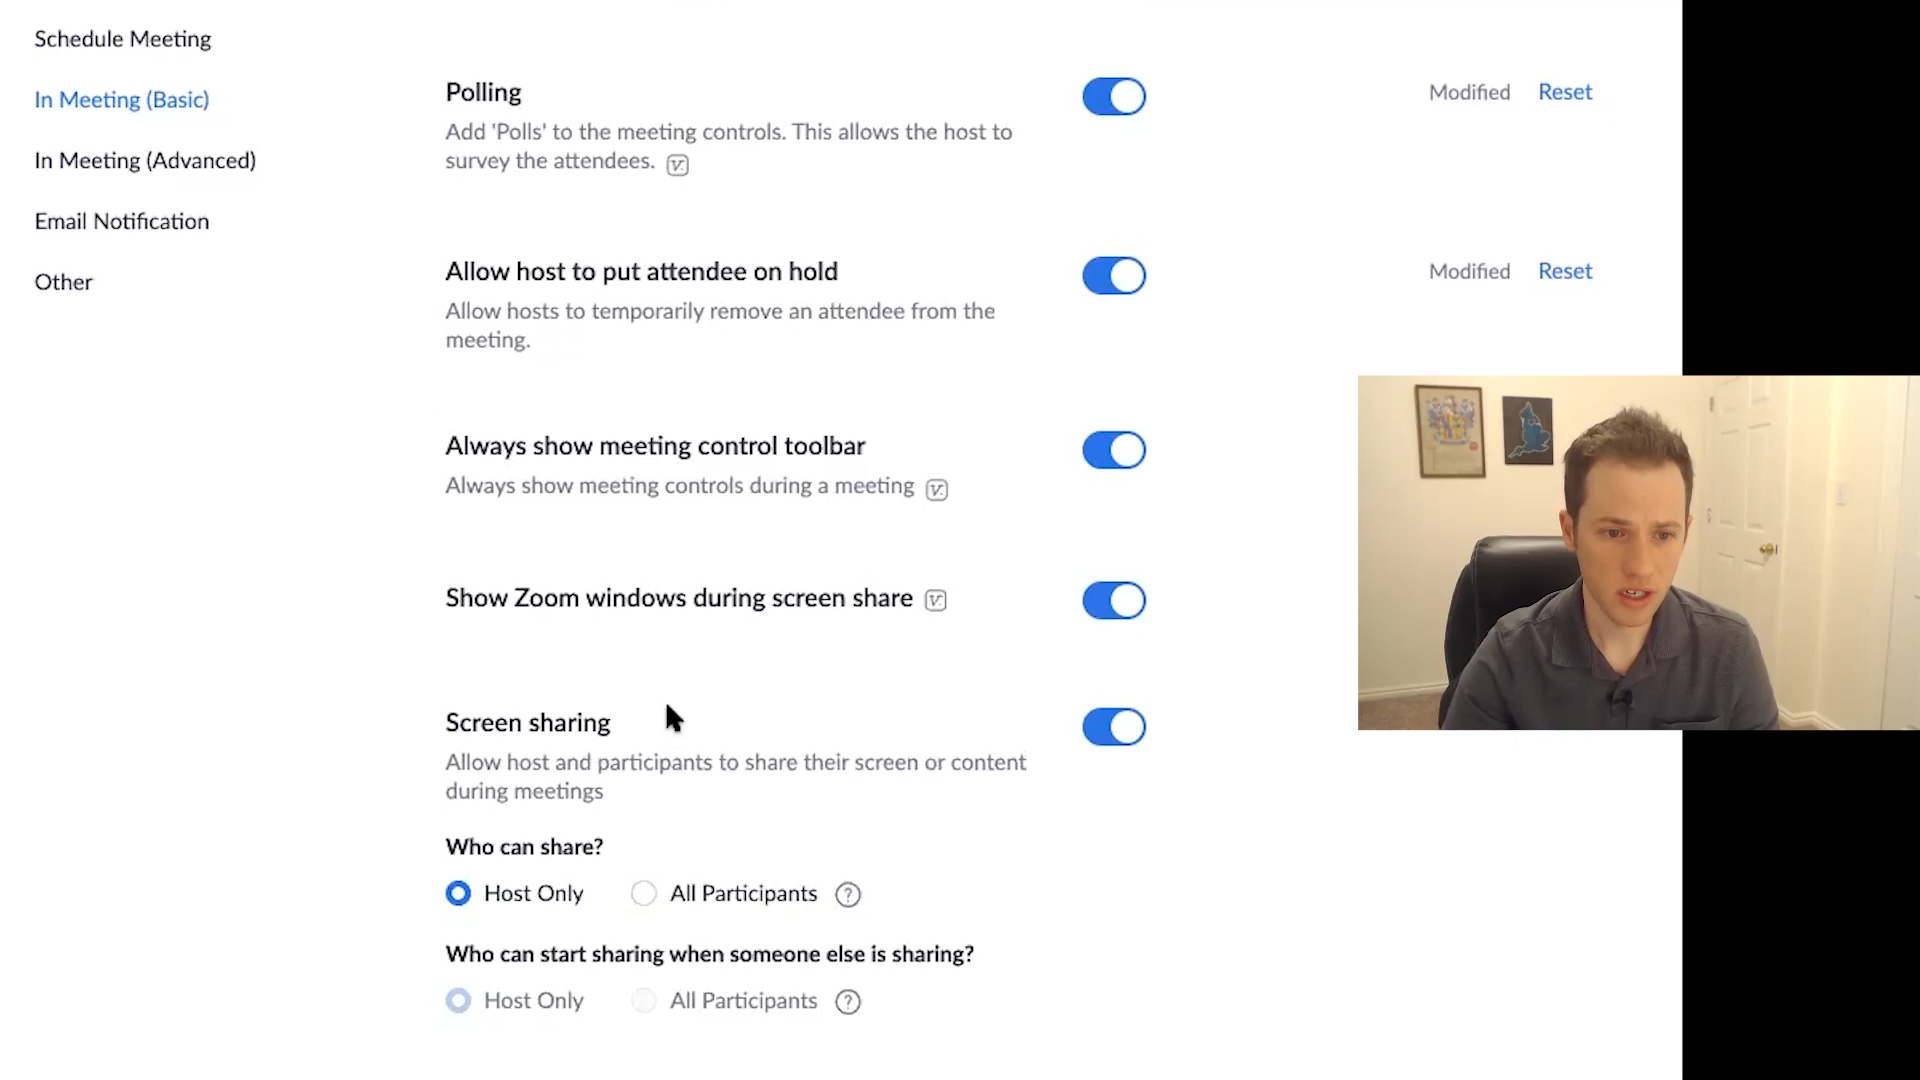 Schedule Meeting
In Meeting (Basic)
In Meeting (Advanced)
Email Notification
Other
Polling
Modified Reset
Add 'Polls' to the meeting controls. This allows the host to
survey the attendees.
Allow host to put attendee on hold
Modified Reset
Allow hosts to temporarily remove an attendee from the
meeting.
Always show meeting control toolbar
Always show meeting controls during a meeting
Show Zoom windows during screen share
Screen sharing
Allow host and participants to share their screen or content
during meetings
Who can share?
Host Only All Participants ?
Who can start sharing when someone else is sharing?
Host Only All Participants ?